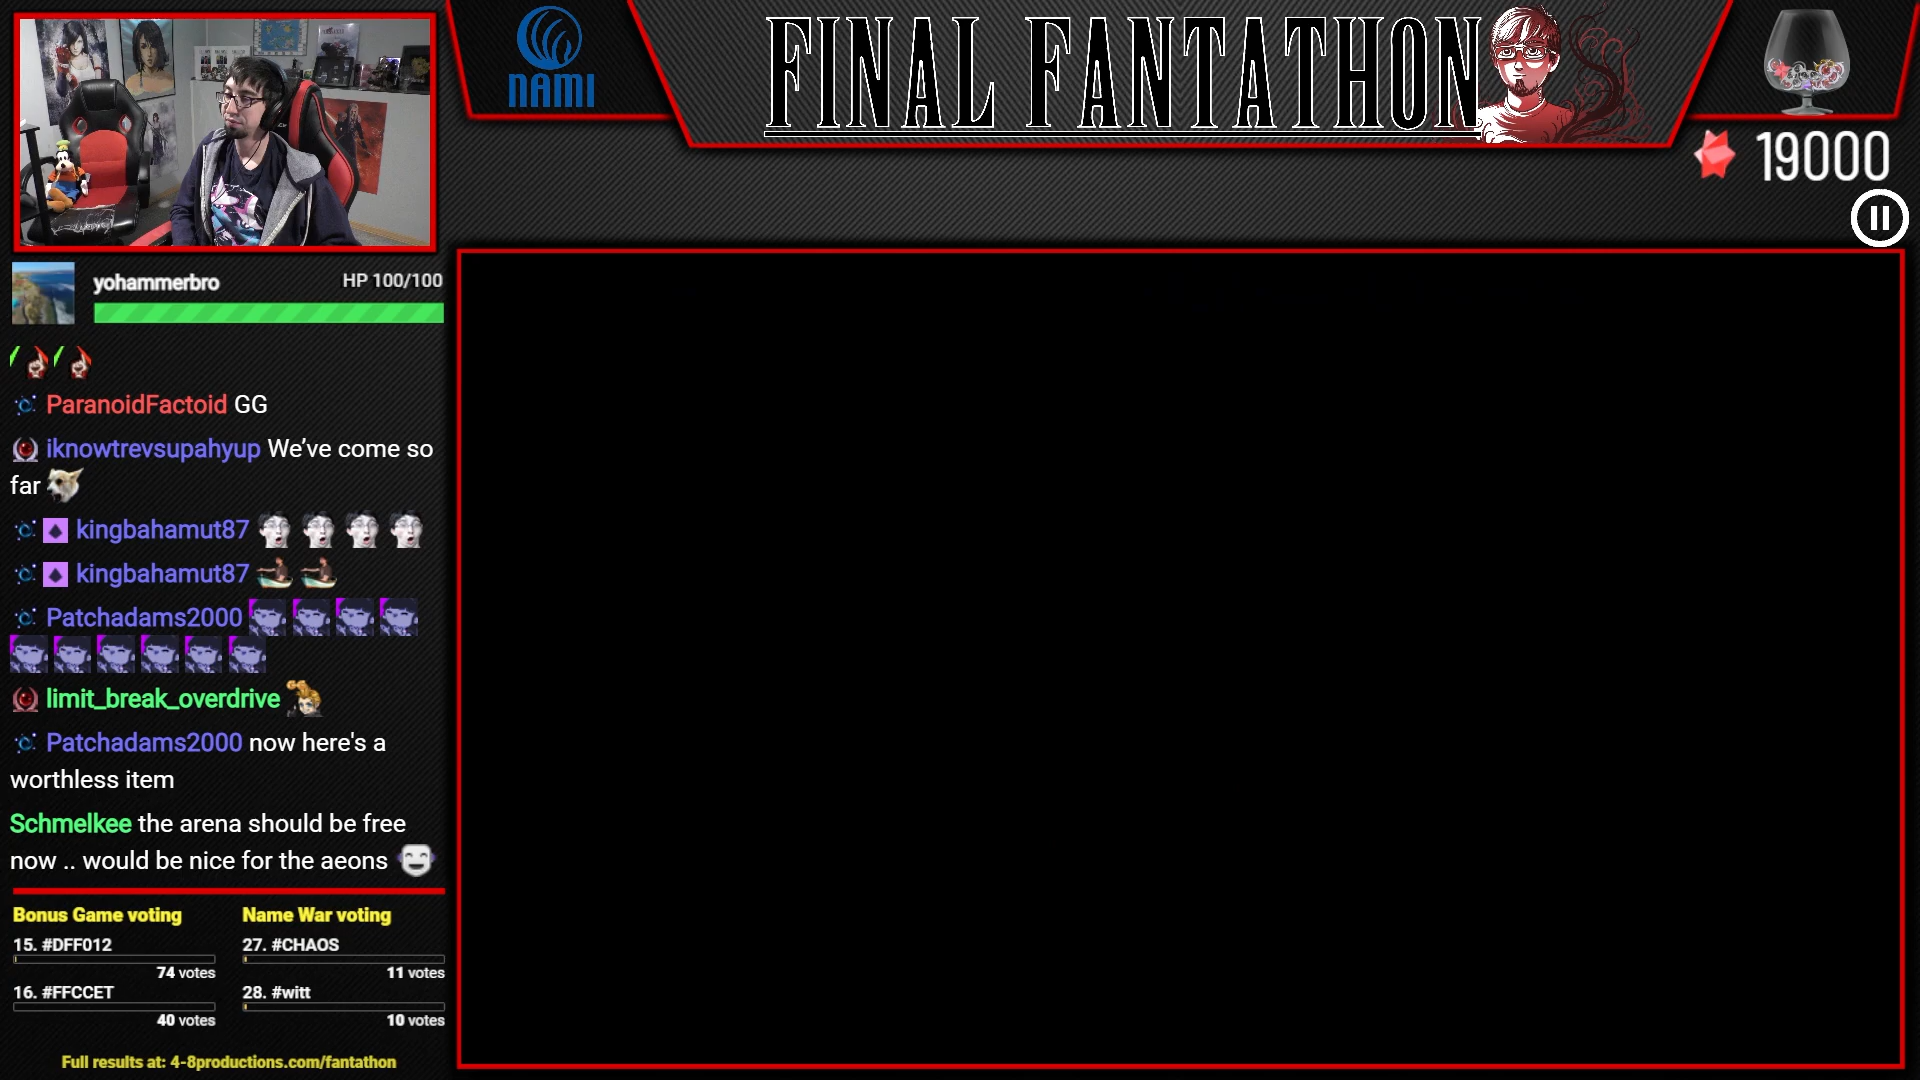 NAMI
FINAL FANTATHON
19000
yohammerbro
HP 100/100
ParanoidFactoid GG
iknowtrevsupahyup We’ve come so
far
kingbahamut87
kingbahamut87
Patchadams2000
limit_break_overdrive
Patchadams2000 now here's a
worthless item
Schmelkee the arena should be free
now .. would be nice for the aeons
Bonus Game voting
15. #DFF012
74 votes
16. #FFCCET
40 votes
Name War voting
27. #CHAOS
11 votes
28. #witt
10 votes
Full results at: 4-8productions.com/fantathon